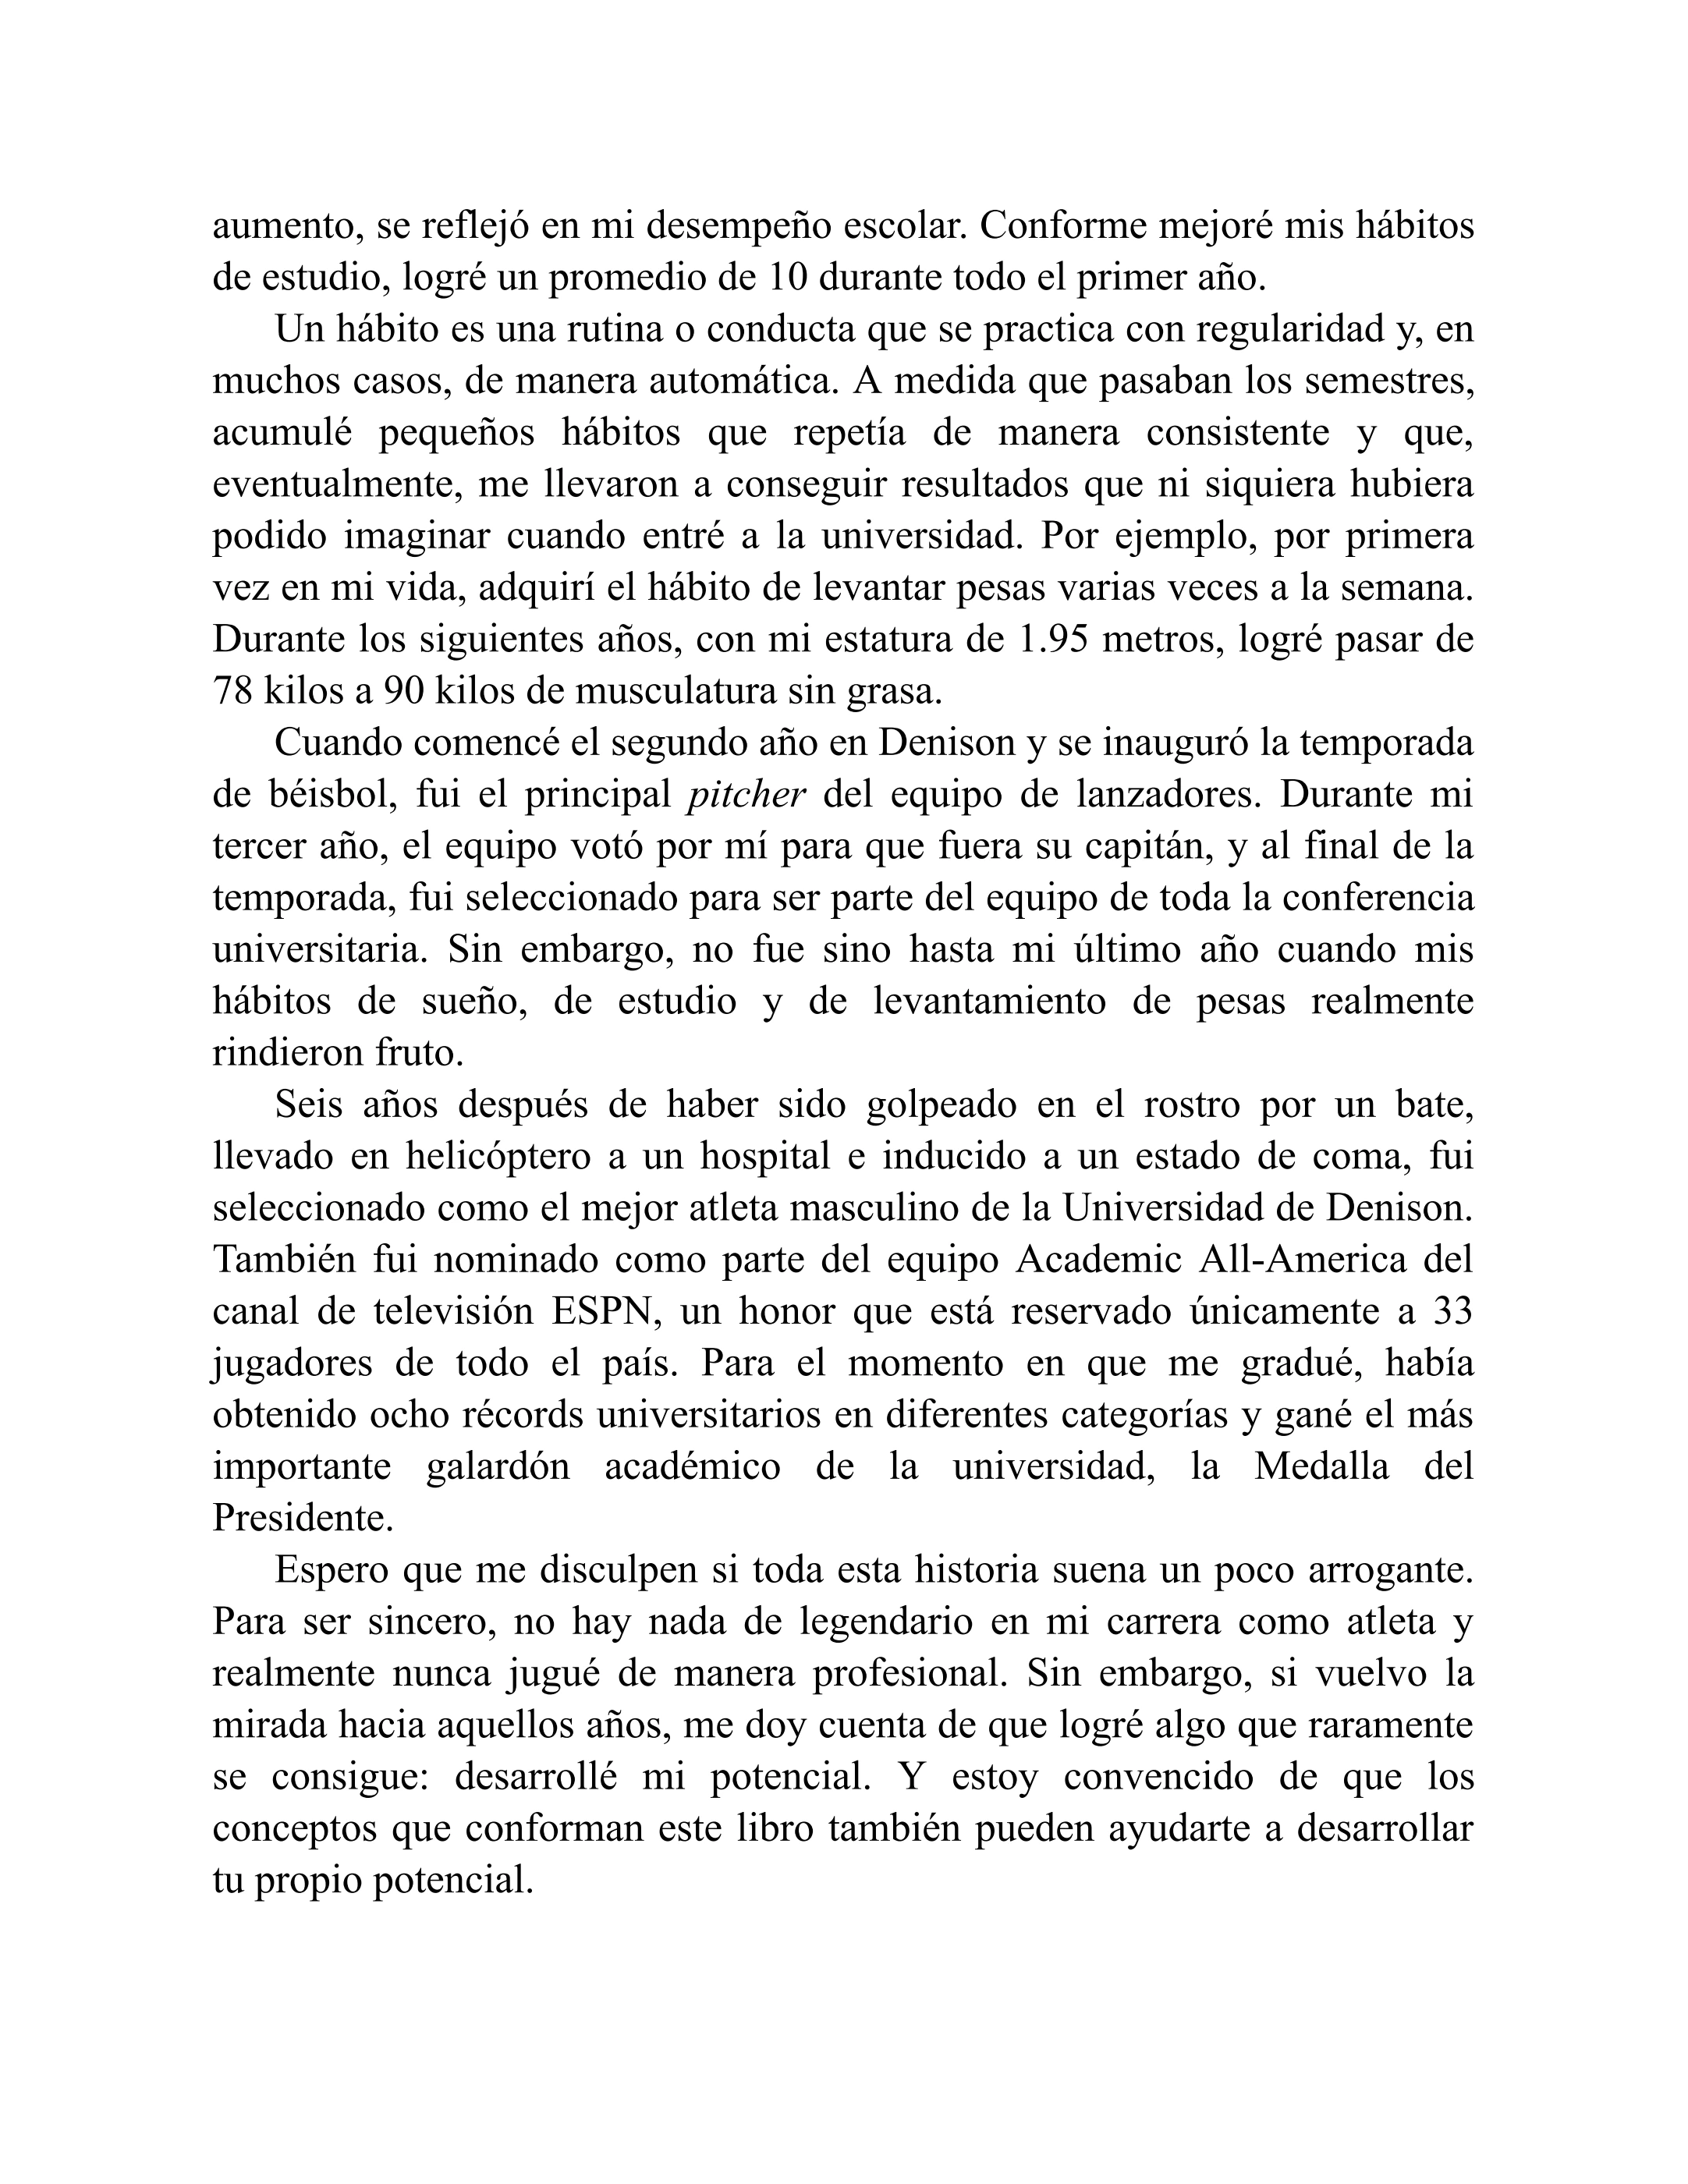 aumento, se reflejó en mi desempeño escolar. Conforme mejoré mis hábitos
de estudio, logré un promedio de 10 durante todo el primer año.
Un hábito es una rutina o conducta que se practica con regularidad y, en
muchos casos, de manera automática. A medida que pasaban los semestres,
acumulé pequeños hábitos que repetía de manera consistente y que,
eventualmente, me llevaron a conseguir resultados que ni siquiera hubiera
podido imaginar cuando entré a la universidad. Por ejemplo, por primera
vez en mi vida, adquirí el hábito de levantar pesas varias veces a la semana.
Durante los siguientes años, con mi estatura de 1.95 metros, logré pasar de
78 kilos a 90 kilos de musculatura sin grasa.
Cuando comencé el segundo año en Denison y se inauguró la temporada
de béisbol, fui el principal pitcher del equipo de lanzadores. Durante mi
tercer año, el equipo votó por mí para que fuera su capitán, y al final de la
temporada, fui seleccionado para ser parte del equipo de toda la conferencia
universitaria. Sin embargo, no fue sino hasta mi último año cuando mis
hábitos de sueño, de estudio y de levantamiento de pesas realmente
rindieron fruto.
Seis años después de haber sido golpeado en el rostro por un bate,
llevado en helicóptero a un hospital e inducido a un estado de coma, fui
seleccionado como el mejor atleta masculino de la Universidad de Denison.
También fui nominado como parte del equipo Academic All-America del
canal de televisión ESPN, un honor que está reservado únicamente a 33
jugadores de todo el país. Para el momento en que me gradué, había
obtenido ocho récords universitarios en diferentes categorías y gané el más
importante galardón académico de la universidad, la Medalla del
Presidente.
Espero que me disculpen si toda esta historia suena un poco arrogante.
Para ser sincero, no hay nada de legendario en mi carrera como atleta y
realmente nunca jugué de manera profesional. Sin embargo, si vuelvo la
mirada hacia aquellos años, me doy cuenta de que logré algo que raramente
se consigue: desarrollé mi potencial. Y estoy convencido de que los
conceptos que conforman este libro también pueden ayudarte a desarrollar
tu propio potencial.